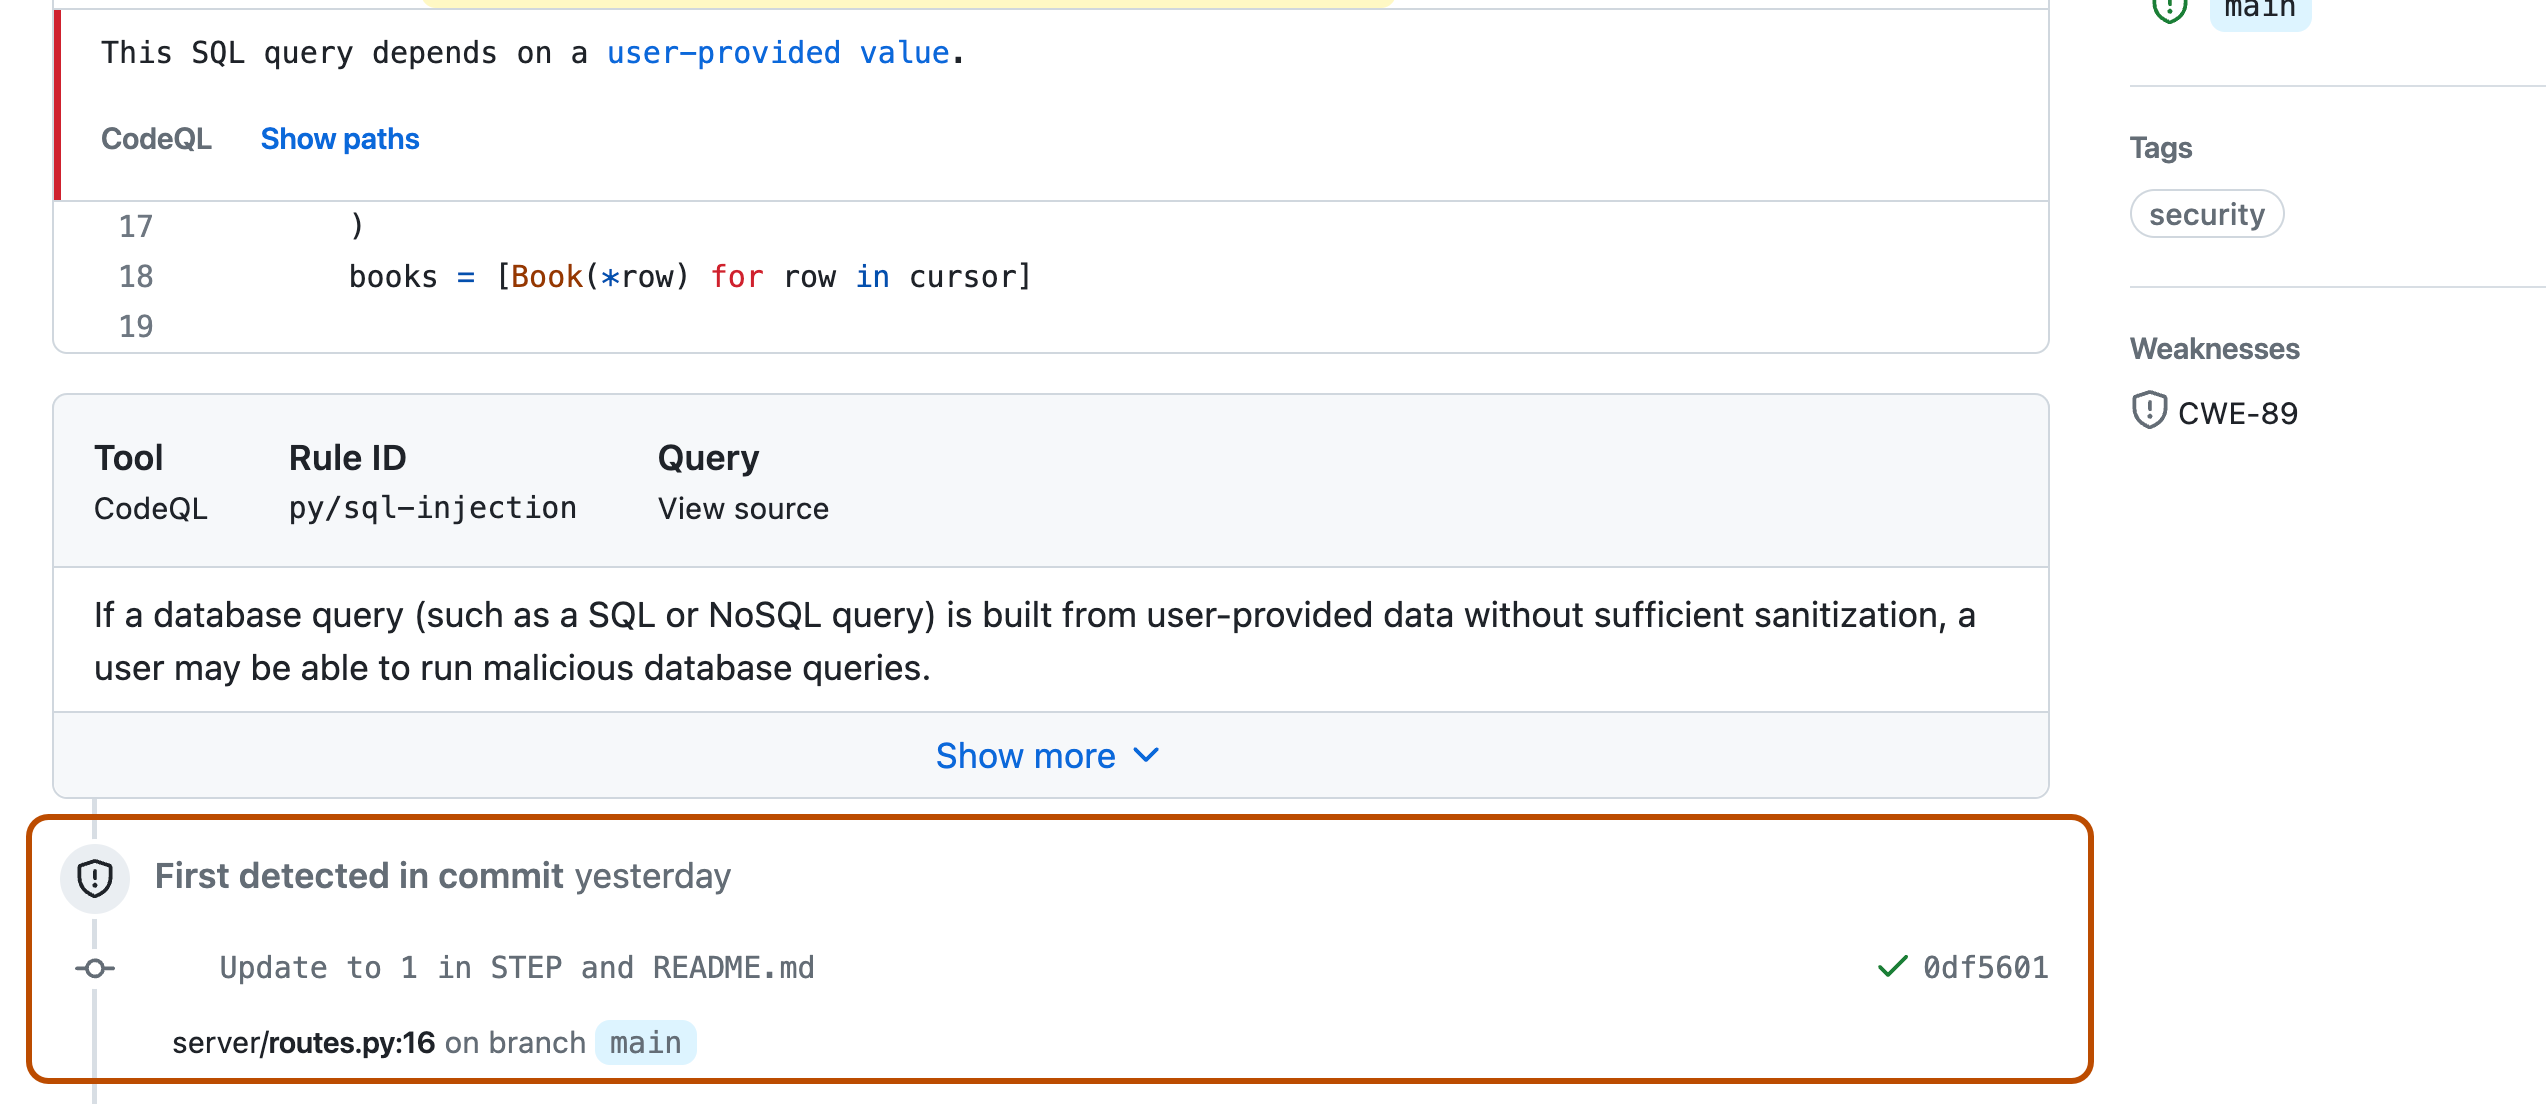 main
This SQL query depends on a user-provided value.
CodeQL Show paths
Tags
security
17 )
18 books = [Book(*row) for row in cursor]
19
Weaknesses
CWE-89
Tool Rule ID Query
CodeQL py/sql-injection View source
If a database query (such as a SQL or NoSQL query) is built from user-provided data without sufficient sanitization, a
user may be able to run malicious database queries.
Show more
First detected in commit yesterday
Update to 1 in STEP and README.md 0df5601
server/routes.py:16 on branch main